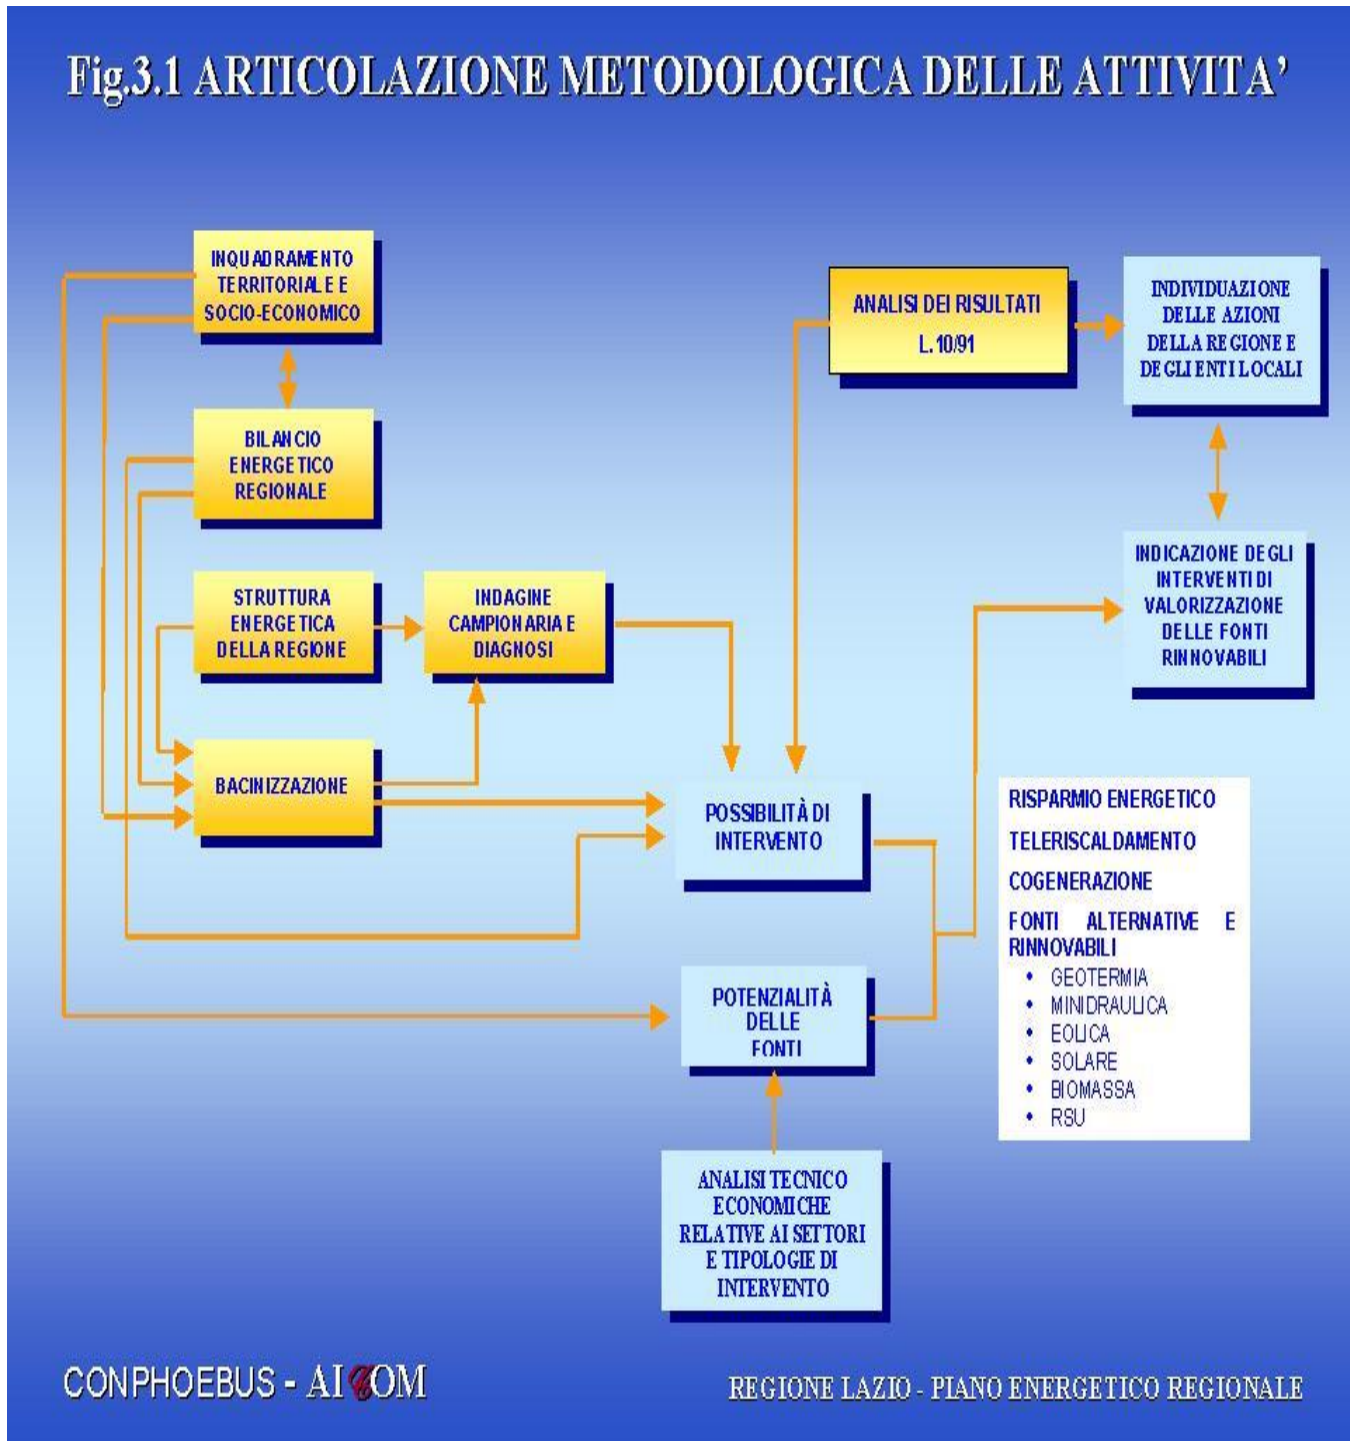 Fig.3.1 ARTICOLAZIONE METODOLOGICA DELLE ATTIVITA'
INQUADRAMENTO
TERRITORIALE E
SOCIO-ECONOMICO
BILANCIO
ENERGETICO
REGIONALE
STRUTTURA
ENERGETICA
DELLA REGIONE
INDAGINE
CAMPIONARIA E
DIAGNOSI
BACINIZZAZIONE
ANALISI DEI RISULTATI
L. 10/91
INDIVIDUAZIONE
DELLE AZIONI
DELLA REGIONE E
DEGLI ENTI LOCALI
INDICAZIONE DEGLI
INTERVENTI DI
VALORIZZAZIONE
DELLE FONTI
RINNOVABILI
POSSIBILITÀ DI
INTERVENTO
POTENZIALITÀ
DELLE
FONTI
ANALISI TECNICO
ECONOMICHE
RELATIVE AI SETTORI
E TIPOLOGIE DI
INTERVENTO
RISPARMIO ENERGETICO
TELERISCALDAMENTO
COGENERAZIONE
FONTI ALTERNATIVE E
RINNOVABILI
• GEOTERMIA
• MINIDRAULICA
• EOLICA
• SOLARE
• BIOMASSA
• RSU
CONPHOEBUS - AICOM
REGIONE LAZIO - PIANO ENERGETICO REGIONALE